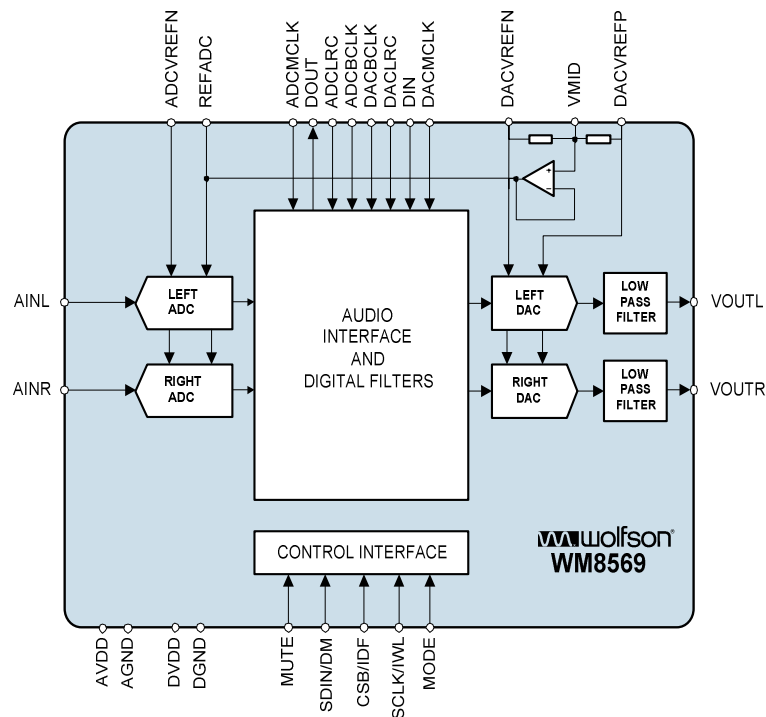 ADCVREFN
REFADC
ADCMCLK
DOUT
ADCLRC
ADCBCLK
DACBCLK
DACLRC
DIN
DACMCLK
DACVREFN
VMID
DACVREFP
+
−
AINL
LEFT
ADC
AUDIO
INTERFACE
AND
DIGITAL FILTERS
LEFT
DAC
LOW
PASS
FILTER
VOUTL
AINR
RIGHT
ADC
RIGHT
DAC
LOW
PASS
FILTER
VOUTR
CONTROL INTERFACE
wolfson®
WM8569
AVDD
AGND
DVDD
DGND
MUTE
SDIN/DM
CSB/IDF
SCLK/IWL
MODE